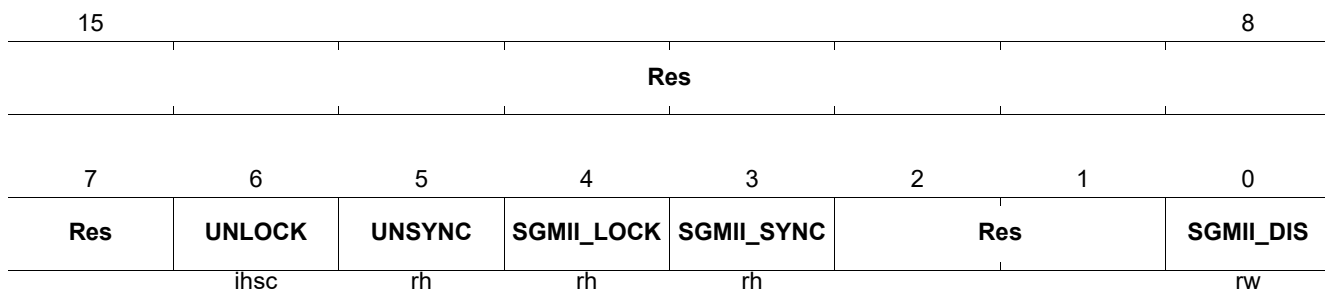 15 8
Res
7 6 5 4 3 2 1 0
Res UNLOCK UNSYNC SGMII_LOCK SGMII_SYNC Res SGMII_DIS
ihsc rh rh rh rw